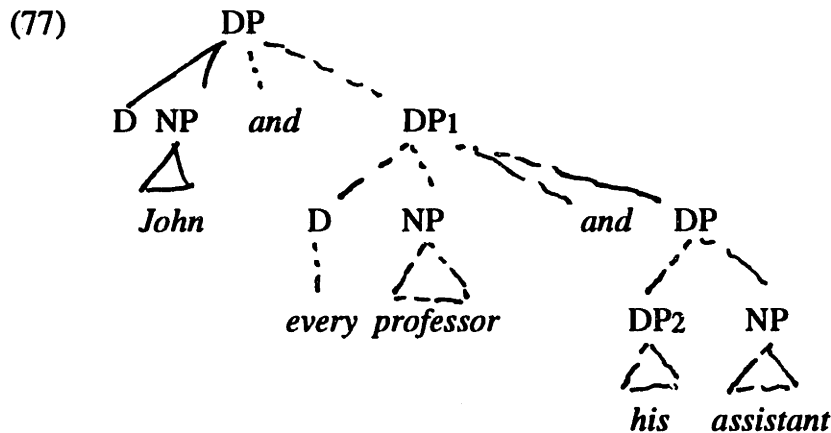 (77) DP
D NP and DP1
John D NP and DP
every professor DP2 NP
his assistant